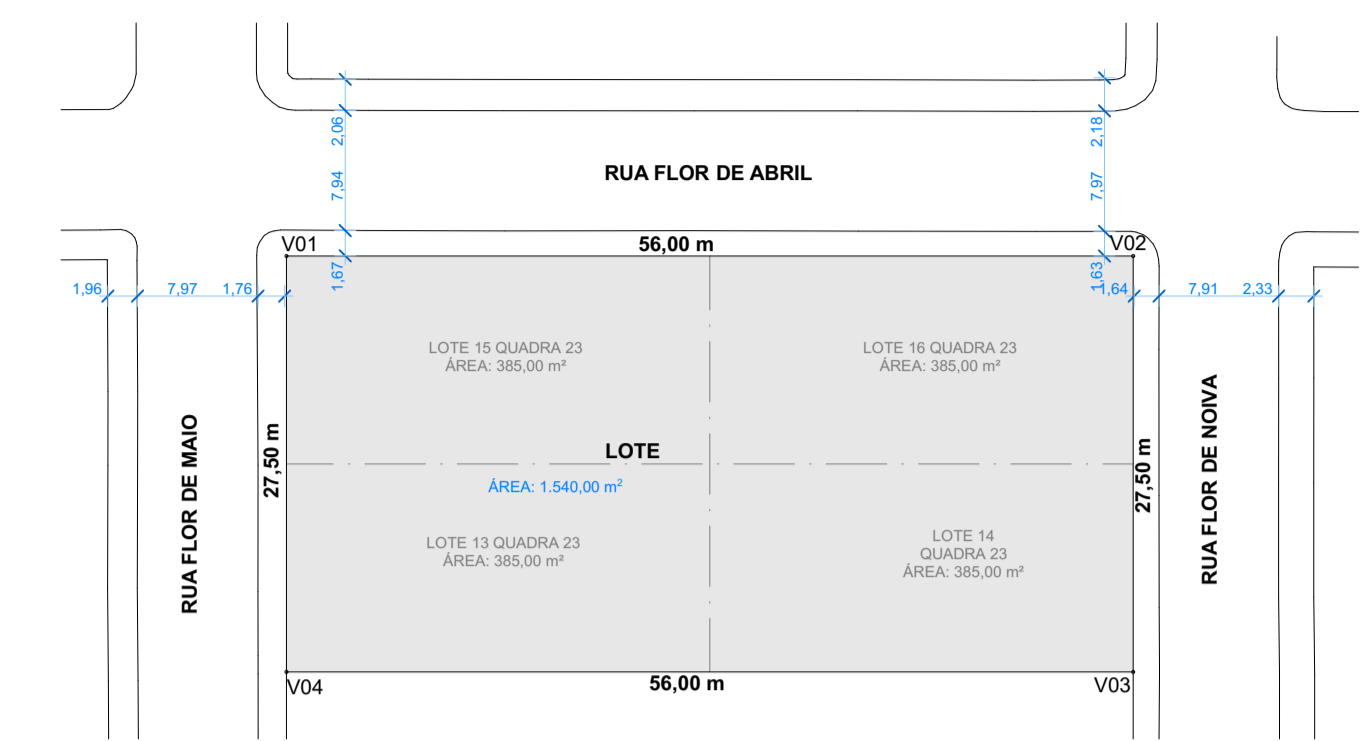 2,06
2,18
7,94
RUA FLOR DE ABRIL
7,97
V01
56,00 m
V02
1,67
1,63
1,96
7,97
1,76
1,64
7,91
2,33
LOTE 15 QUADRA 23
ÁREA: 385,00 m²
LOTE 16 QUADRA 23
ÁREA: 385,00 m²
RUA FLOR DE MAIO
27,50 m
LOTE
ÁREA: 1.540,00 m²
27,50 m
RUA FLOR DE NOIVA
LOTE 13 QUADRA 23
ÁREA: 385,00 m²
LOTE 14
QUADRA 23
ÁREA: 385,00 m²
V04
56,00 m
V03